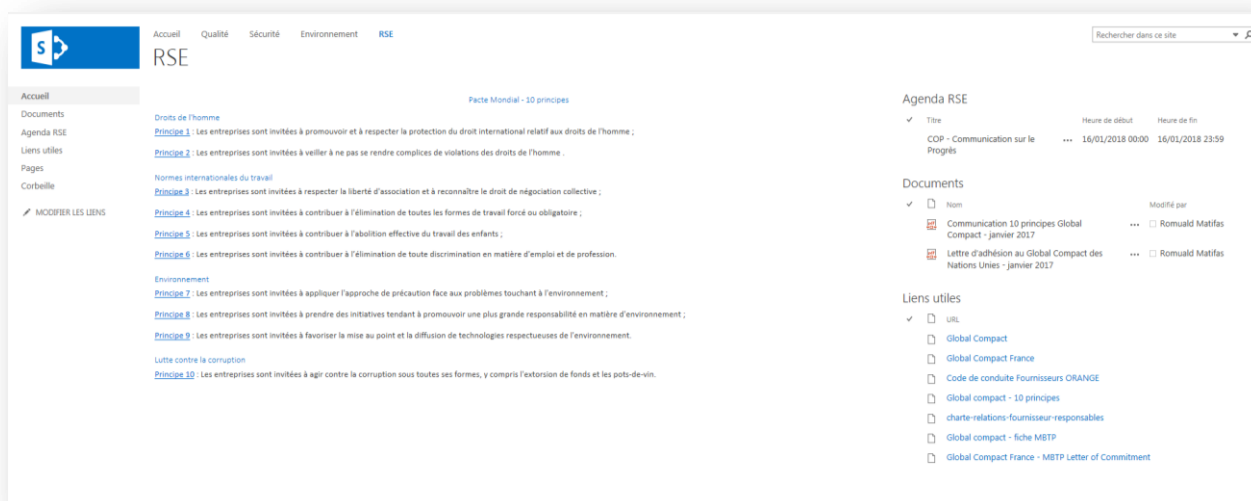 Accueil Qualité Sécurité Environnement RSE
Rechercher dans ce site
RSE
Accueil
Documents
Agenda RSE
Liens utiles
Pages
Corbeille
MODIFIER LES LIENS
Pacte Mondial - 10 principes
Droits de l'homme
Principe 1 : Les entreprises sont invitées à promouvoir et à respecter la protection du droit international relatif aux droits de l'homme ;
Principe 2 : Les entreprises sont invitées à veiller à ne pas se rendre complices de violations des droits de l'homme .
Normes internationales du travail
Principe 3 : Les entreprises sont invitées à respecter la liberté d'association et à reconnaître le droit de négociation collective ;
Principe 4 : Les entreprises sont invitées à contribuer à l'élimination de toutes les formes de travail forcé ou obligatoire ;
Principe 5 : Les entreprises sont invitées à contribuer à l'abolition effective du travail des enfants ;
Principe 6 : Les entreprises sont invitées à contribuer à l'élimination de toute discrimination en matière d'emploi et de profession.
Environnement
Principe 7 : Les entreprises sont invitées à appliquer l'approche de précaution face aux problèmes touchant à l'environnement ;
Principe 8 : Les entreprises sont invitées à prendre des initiatives tendant à promouvoir une plus grande responsabilité en matière d'environnement ;
Principe 9 : Les entreprises sont invitées à favoriser la mise au point et la diffusion de technologies respectueuses de l'environnement.
Lutte contre la corruption
Principe 10 : Les entreprises sont invitées à agir contre la corruption sous toutes ses formes, y compris l'extorsion de fonds et les pots-de-vin.
Agenda RSE
Titre Heure de début Heure de fin
COP - Communication sur le ... 16/01/2018 00:00 16/01/2018 23:59
Progrès
Documents
Nom Modifié par
Communication 10 principes Global ... Romuald Matifas
Compact - janvier 2017
Lettre d'adhésion au Global Compact des ... Romuald Matifas
Nations Unies - janvier 2017
Liens utiles
URL
Global Compact
Global Compact France
Code de conduite Fournisseurs ORANGE
Global compact - 10 principes
charte-relations-fournisseur-responsables
Global compact - fiche MBTP
Global Compact France - MBTP Letter of Commitment